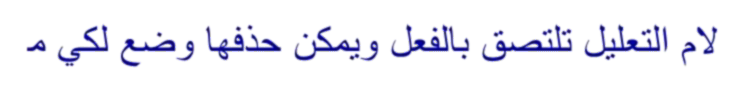 لام التعليل تلتصق بالفعل ويمكن حذفها وضع لكي م